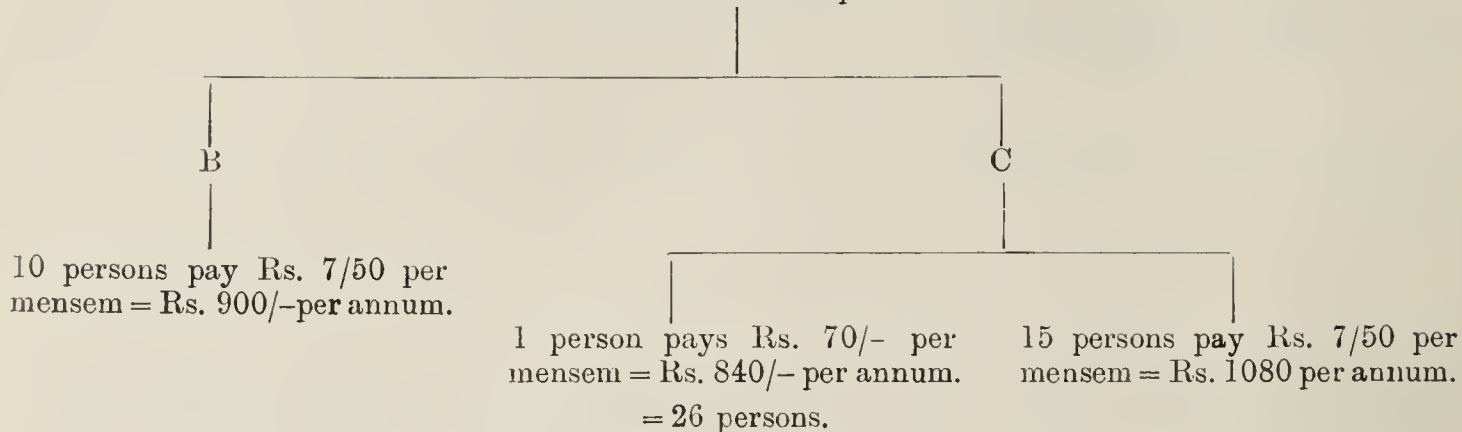 B
C
10 persons pay Rs. 7/50 per
mensem = Rs. 900/–per annum.
1 person pays Rs. 70/– per
mensem = Rs. 840/– per annum.
= 26 persons.
15 persons pay Rs. 7/50 per
mensem = Rs. 1080 per annum.